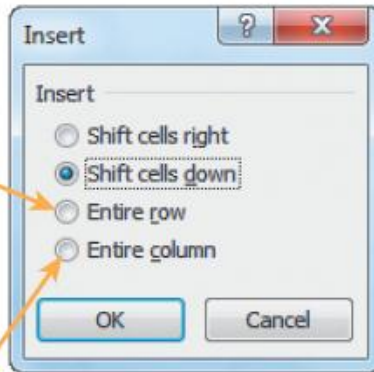 Insert
Insert
Shift cells right
Shift cells down
Entire row
Entire column
OK
Cancel